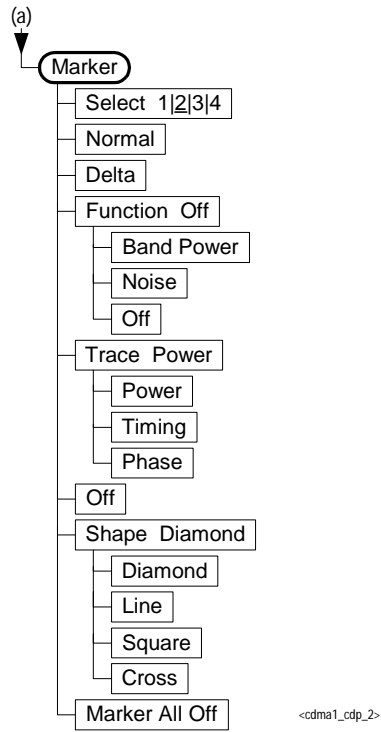 (a)
Marker
Select 1|2|3|4
Normal
Delta
Function Off
Band Power
Noise
Off
Trace Power
Power
Timing
Phase
Off
Shape Diamond
Diamond
Line
Square
Cross
Marker All Off
<cdma1_cdp_2>